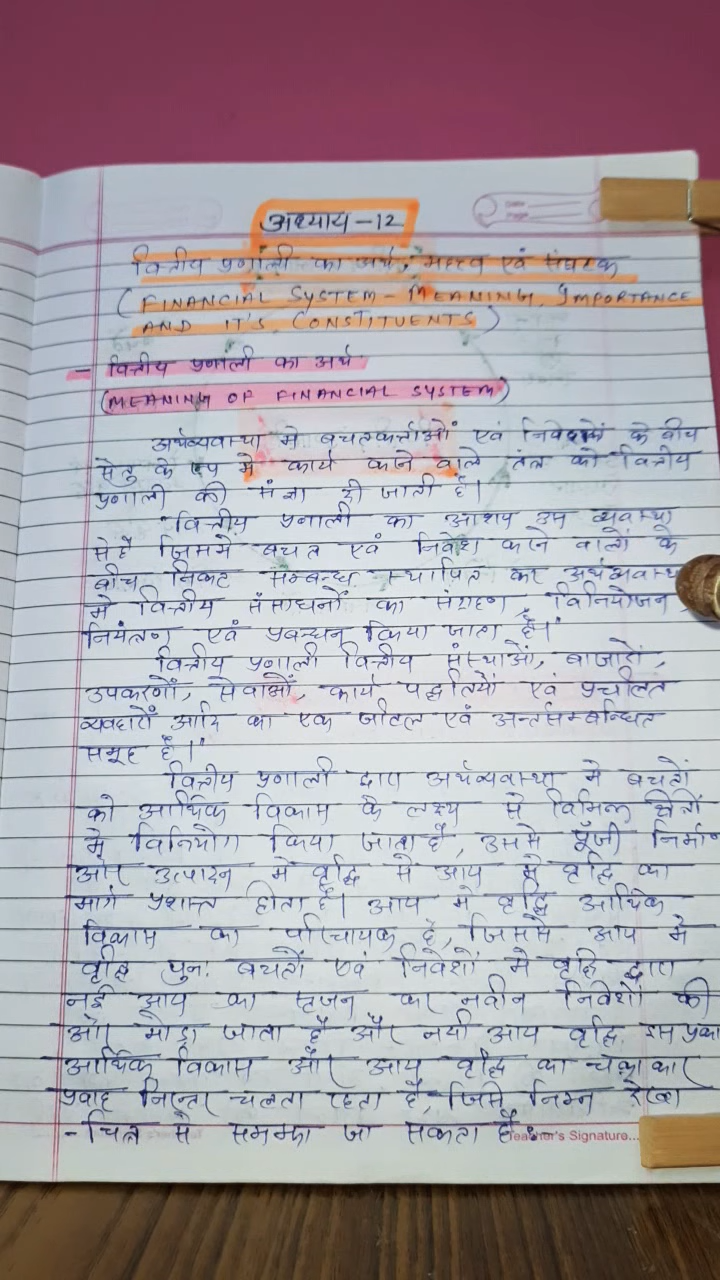 अध्याय -12
वित्तीय प्रणाली का अर्थ, महत्व एवं संघटक
(FINANCIAL SYSTEM - MEANING, IMPORTANCE
AND IT'S CONSTITUENTS)
- वित्तीय प्रणाली का अर्थ
(MEANING OF FINANCIAL SYSTEM)
अर्थव्यवस्था में बचतकर्त्ताओं एवं निवेशकों के बीच
सेतु के रूप में कार्य करने वाले तंत्र को वित्तीय
प्रणाली की संज्ञा दी जाती है।
"वित्तीय प्रणाली का आशय उस व्यवस्था
से है जिसमें बचत एवं निवेश करने वालों के
बीच निकट सम्बन्ध स्थापित कर अर्थव्यवस्था
में वित्तीय संसाधनों का संग्रहण, विनियोजन,
नियंत्रण एवं प्रबन्धन किया जाता है।"
वित्तीय प्रणाली वित्तीय संस्थाओं, बाजारों,
उपकरणों, सेवाओं, कार्य पद्धतियों एवं प्रचलित
व्यवहारों आदि का एक जटिल एवं अन्तर्सम्बन्धित
समूह है।"
वित्तीय प्रणाली द्वारा अर्थव्यवस्था में बचतों
को आर्थिक विकास के लक्ष्य से विभिन्न क्षेत्रों
में विनियोग किया जाता है, उससे पूँजी निर्माण
और उत्पादन में वृद्धि से आय में वृद्धि का
मार्ग प्रशस्त होता है। आय में वृद्धि आर्थिक
विकास का परिचायक है, जिससे आय में
वृद्धि पुनः बचतों एवं निवेशों में वृद्धि द्वारा
नई आय का सृजन कर नवीन निवेशों की
ओर मोड़ा जाता है और नयी आय वृद्धि. इस प्रका
आर्थिक विकास और आय वृद्धि का चक्राकार
प्रवाह निरन्तर चलता रहता है, जिसे निम्न रेखा
-चित्र से समझा जा सकता है:-
Teacher's Signature...